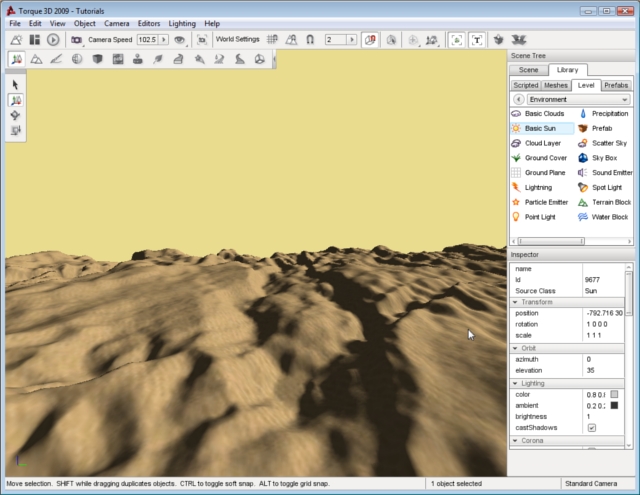 Torque 3D 2009 - Tutorials
File Edit View Object Camera Editors Lighting Help
Camera Speed 102.5 World Settings 2
Scene Tree
Scene Library
Scripted Meshes Level Prefabs
Environment
Basic Clouds Precipitation
Basic Sun Prefab
Cloud Layer Scatter Sky
Ground Cover Sky Box
Ground Plane Sound Emitter
Lightning Spot Light
Particle Emitter Terrain Block
Point Light Water Block
Inspector
name
Id 9677
Source Class Sun
Transform
position -792.716 30
rotation 1 0 0 0
scale 1 1 1
Orbit
azimuth 0
elevation 35
Lighting
color 0.8 0.
ambient 0.2 0.
brightness 1
castShadows
Corona
Move selection. SHIFT while dragging duplicates objects. CTRL to toggle soft snap. ALT to toggle grid snap. 1 object selected Standard Camera